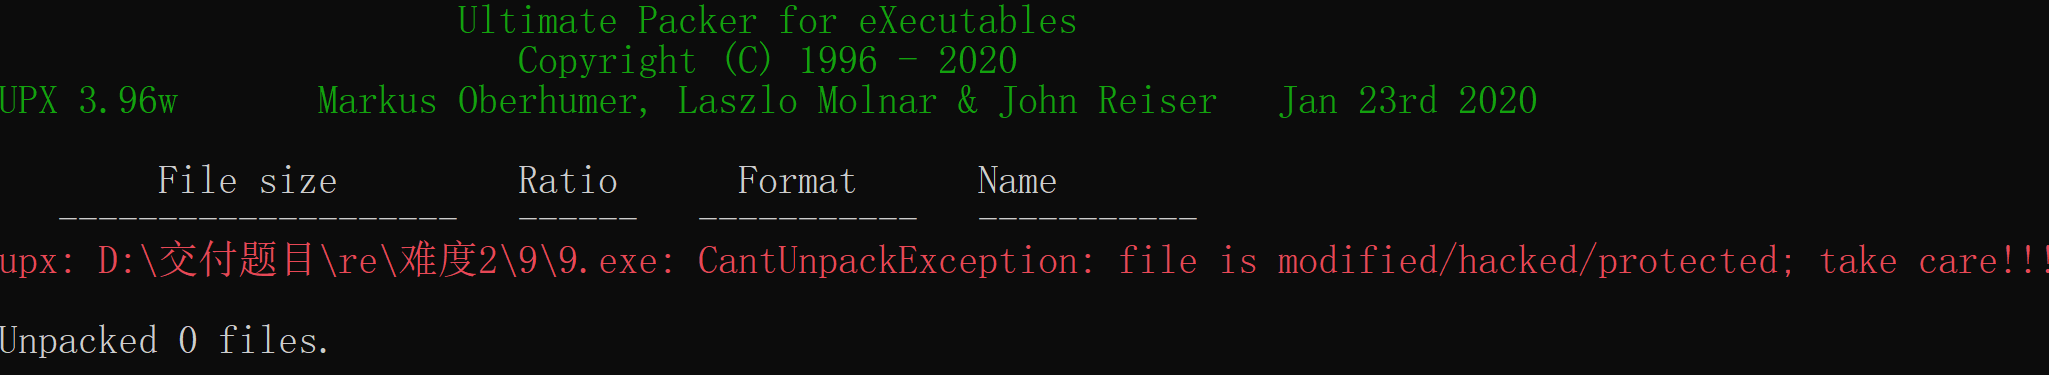 Ultimate Packer for eXecutables
Copyright (C) 1996 - 2020
UPX 3.96w       Markus Oberhumer, Laszlo Molnar & John Reiser   Jan 23rd 2020
File size         Ratio      Format      Name
--------------------   ------   -----------   -----------
upx: D:\交付题目\re\难度2\9\9.exe: CantUnpackException: file is modified/hacked/protected; take care!!!
Unpacked 0 files.